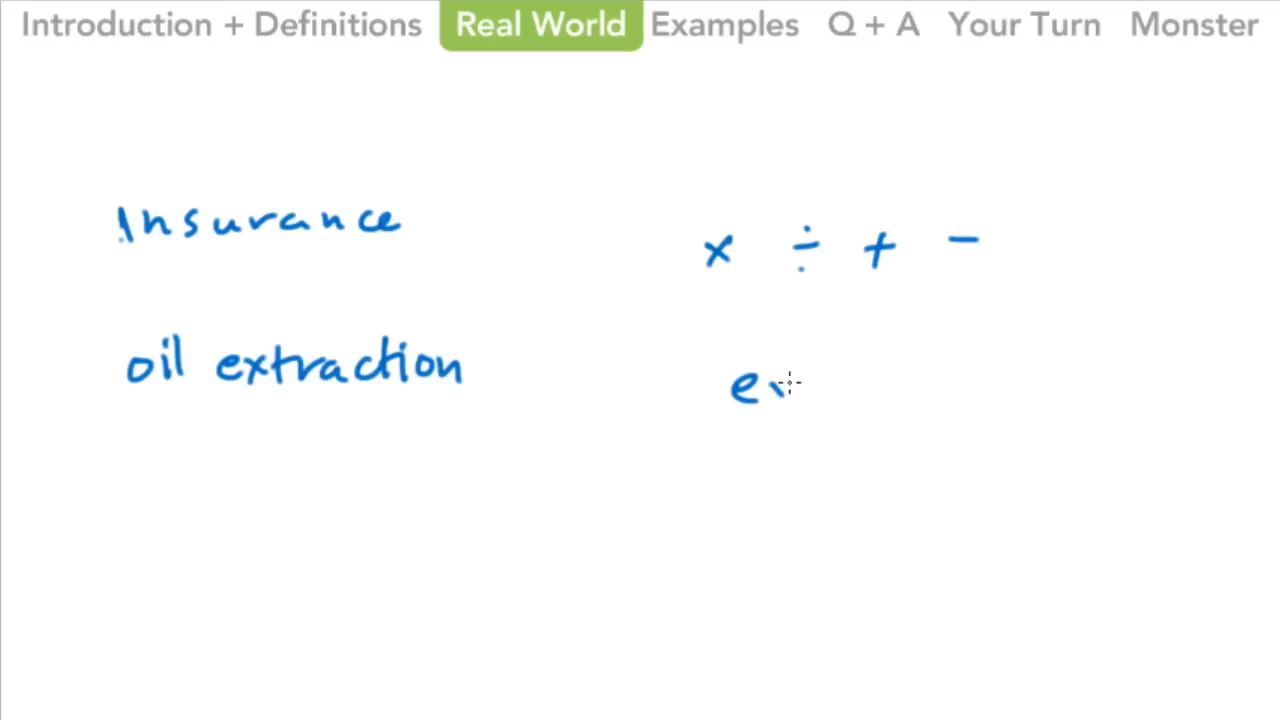 Introduction + Definitions Real World Examples Q + A Your Turn Monster
Insurance
x ÷ + -
oil extraction